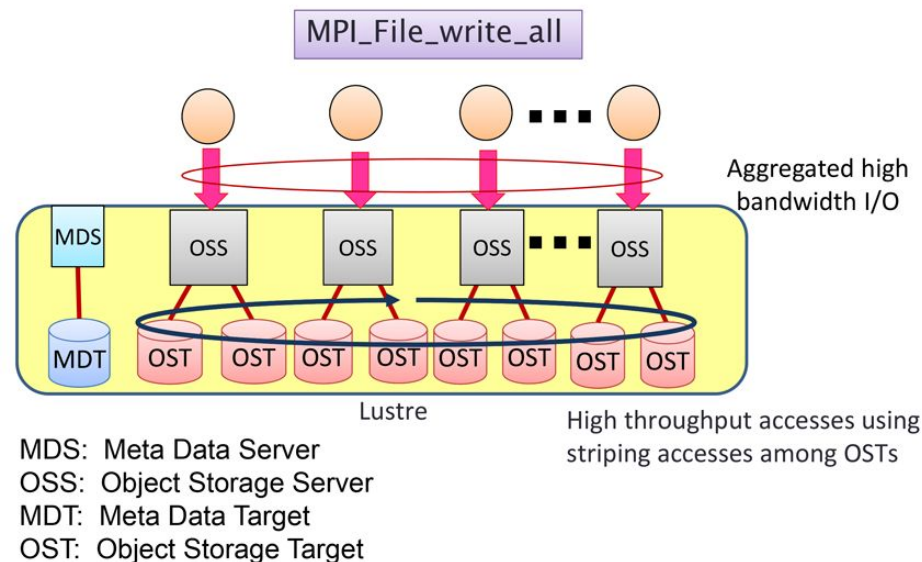 MPI_File_write_all
Aggregated high
bandwidth I/O
MDS
OSS
OSS
OSS
OSS
MDT
OST
OST
OST
OST
OST
OST
OST
OST
Lustre
High throughput accesses using
striping accesses among OSTs
MDS: Meta Data Server
OSS: Object Storage Server
MDT: Meta Data Target
OST: Object Storage Target